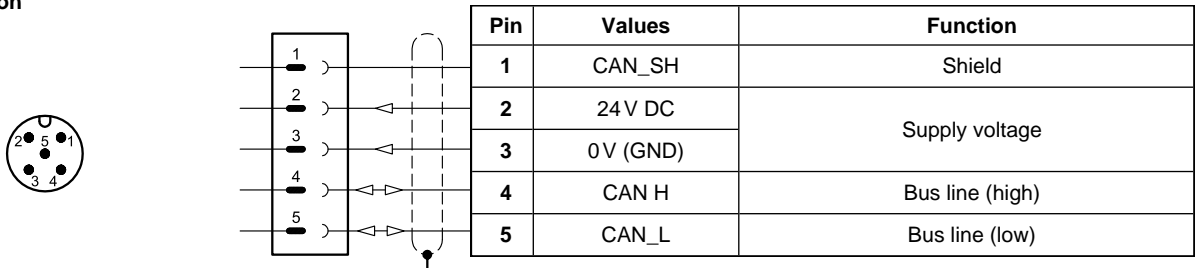 on
Pin Values Function
1 1 CAN_SH Shield
2 2 24 V DC Supply voltage
3 3 0 V (GND)
4 4 CAN H Bus line (high)
5 5 CAN_L Bus line (low)
2 5 1
3 4